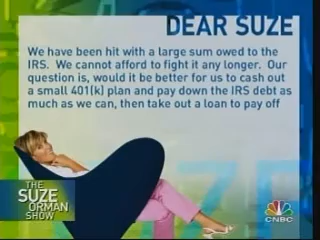 DEAR SUZE
We have been hit with a large sum owed to the
IRS. We cannot afford to fight it any longer. Our
question is, would it be better for us to cash out
a small 401(k) plan and pay down the IRS debt as
much as we can, then take out a loan to pay off
THE
SUZE
ORMAN
SHOW
CNBC